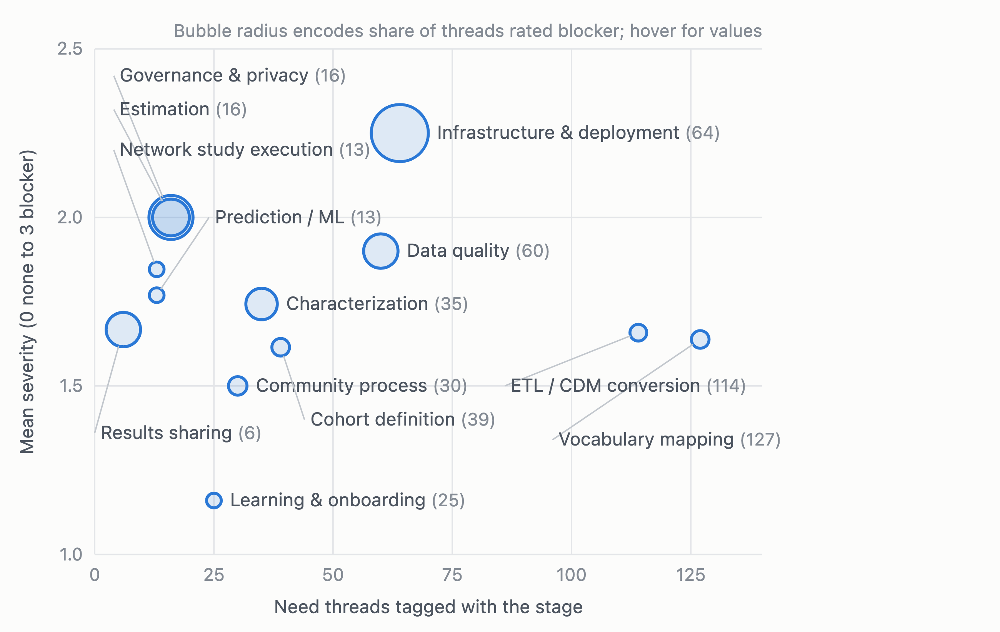 Bubble radius encodes share of threads rated blocker; hover for values
2.5
Governance & privacy (16)
Estimation (16)
Infrastructure & deployment (64)
Network study execution (13)
Mean severity (0 none to 3 blocker)
2.0
Prediction / ML (13)
Data quality (60)
Characterization (35)
1.5
Community process (30)
ETL / CDM conversion (114)
Cohort definition (39)
Results sharing (6)
Vocabulary mapping (127)
Learning & onboarding (25)
1.0
0 25 50 75 100 125
Need threads tagged with the stage